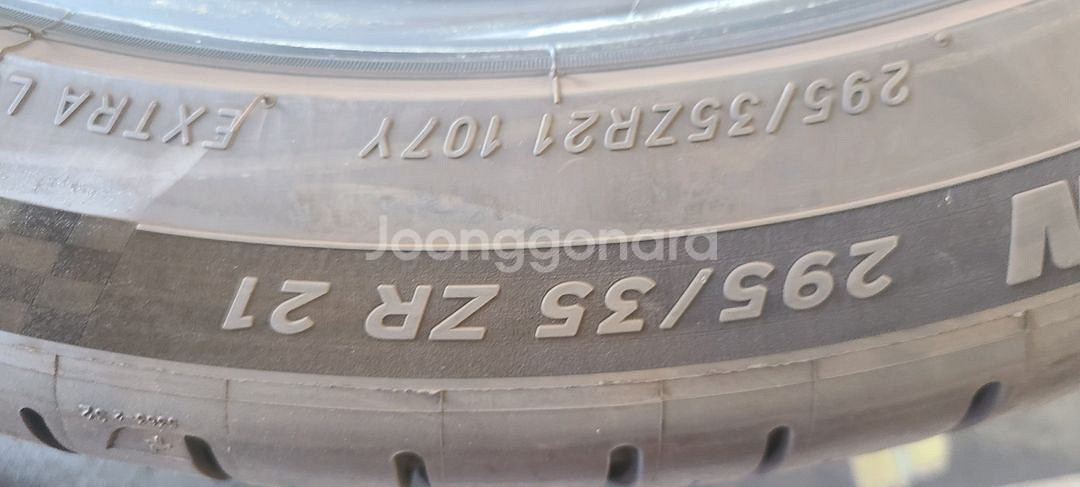 295/35ZR21 107Y EXTRA L
295/35 ZR 21
Joonggonara